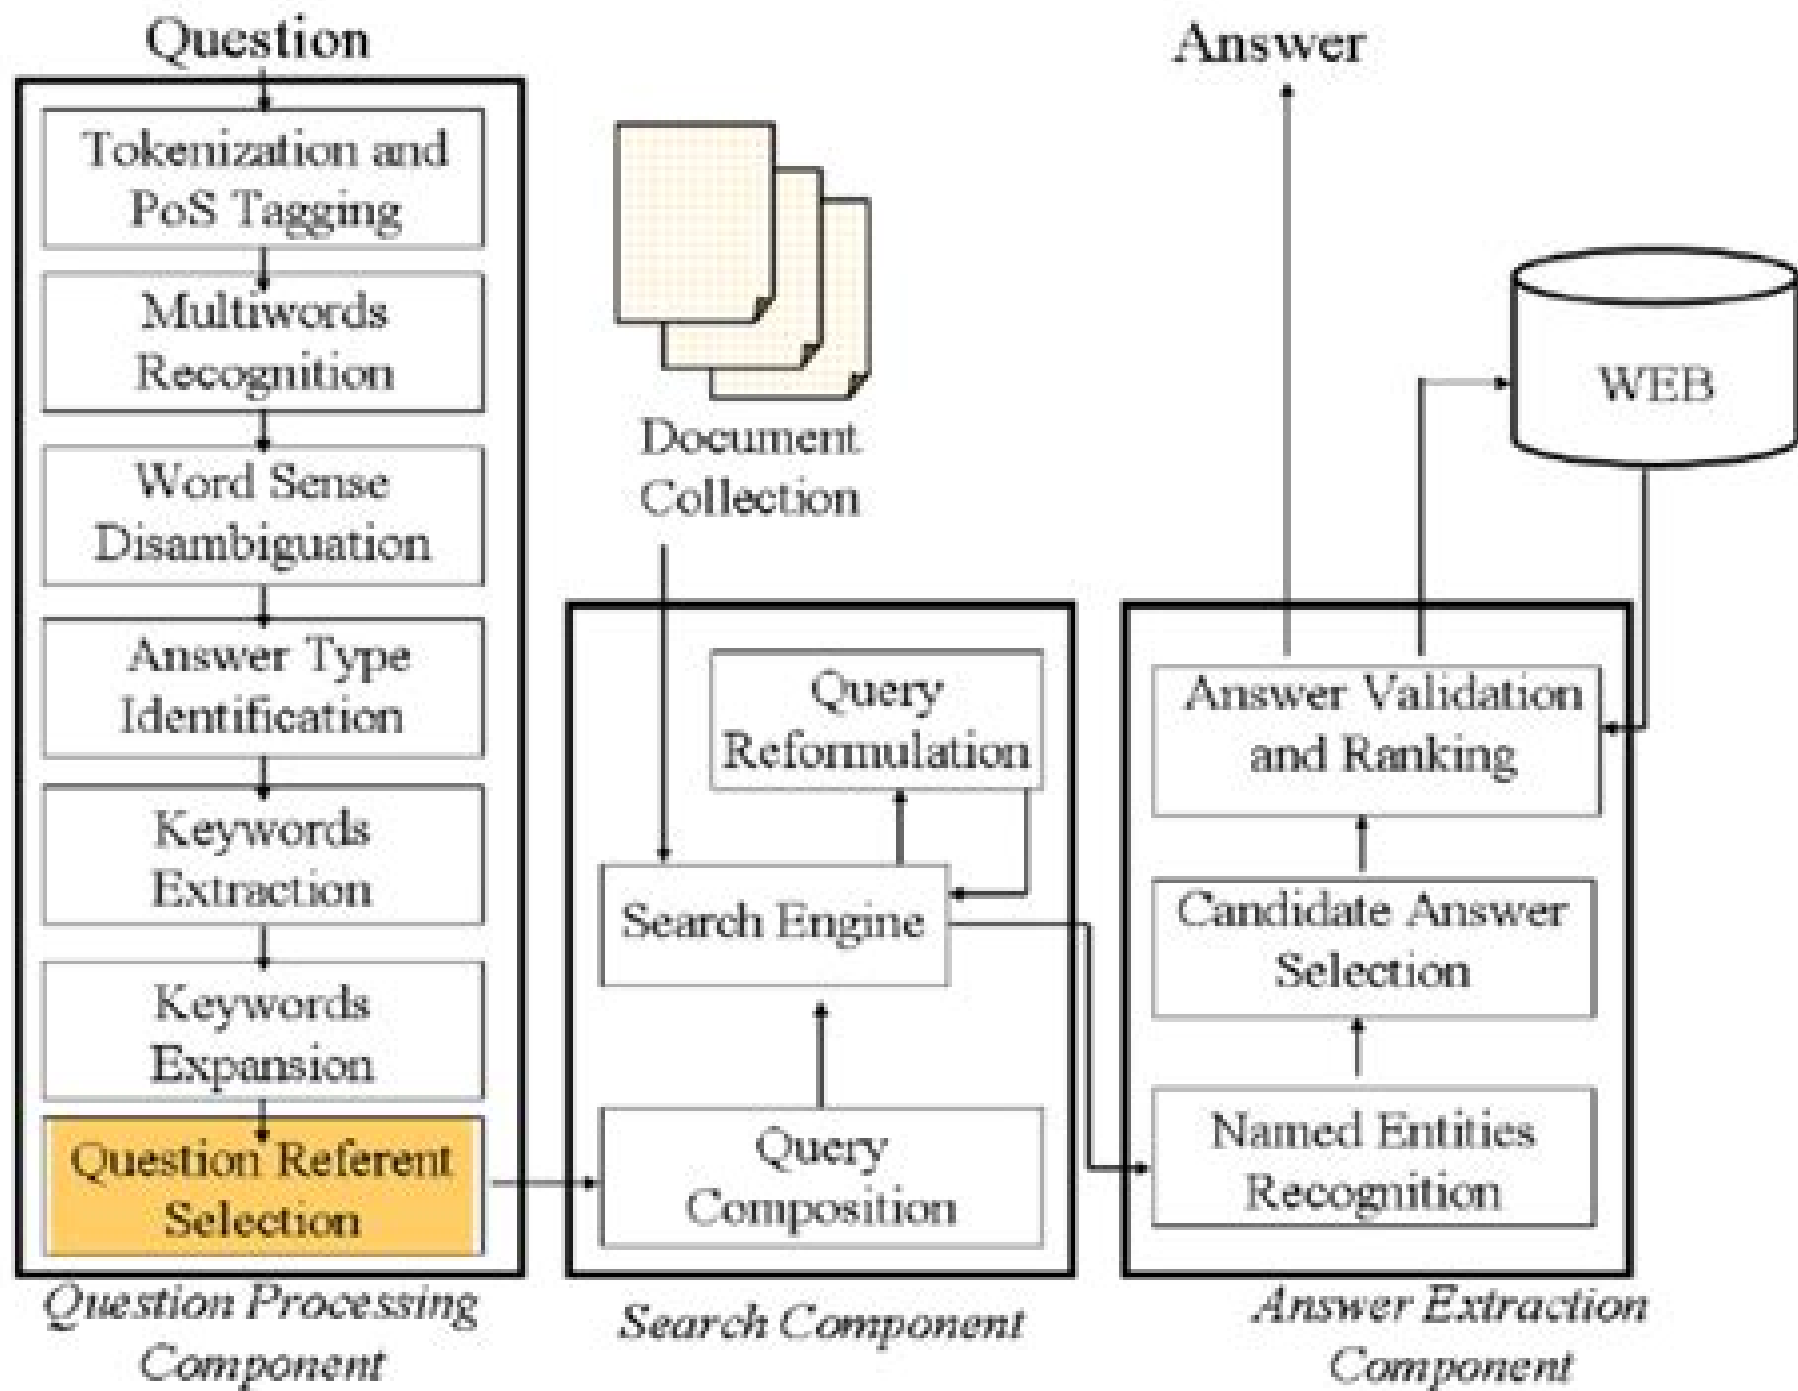 Question
Tokenization and
PoS Tagging
Multiwords
Recognition
Word Sense
Disambiguation
Answer Type
Identification
Keywords
Extraction
Keywords
Expansion
Question Referent
Selection
Question Processing
Component
Document
Collection
Query
Reformulation
Search Engine
Query
Composition
Search Component
Answer
WEB
Answer Validation
and Ranking
Candidate Answer
Selection
Named Entities
Recognition
Answer Extraction
Component